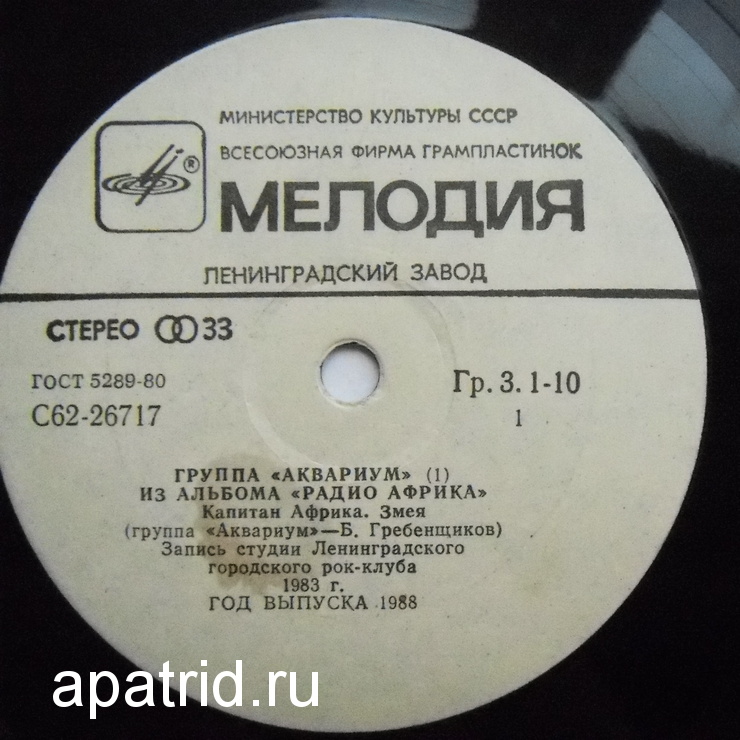 МИНИСТЕРСТВО КУЛЬТУРЫ СССР
ВСЕСОЮЗНАЯ ФИРМА ГРАМПЛАСТИНОК
®
МЕЛОДИЯ
ЛЕНИНГРАДСКИЙ ЗАВОД
СТЕРЕО 33
ГОСТ 5289-80
Гр. 3. 1-10
С62-26717
1
ГРУППА «АКВАРИУМ» (1)
ИЗ АЛЬБОМА «РАДИО АФРИКА»
Капитан Африка. Змея
(группа «Аквариум»—Б. Гребенщиков)
Запись студии Ленинградского
городского рок-клуба
1983 г.
ГОД ВЫПУСКА 1988
apatrid.ru